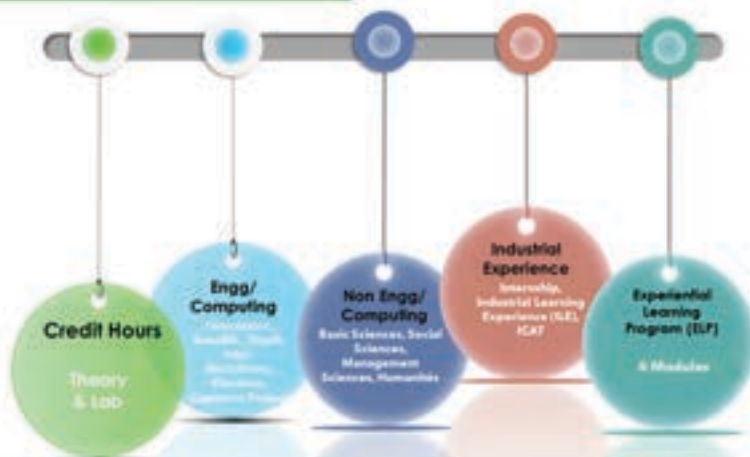 Credit Hours
Theory
& Lab
Engg/
Computing
Non Engg/
Computing
Basic Sciences, Social
Sciences,
Management
Sciences, Humanities
Industrial
Experience
Internship,
Industrial Learning
Experience (ILE),
ICAT
Experiential
Learning
Program (ELP)
6 Modules